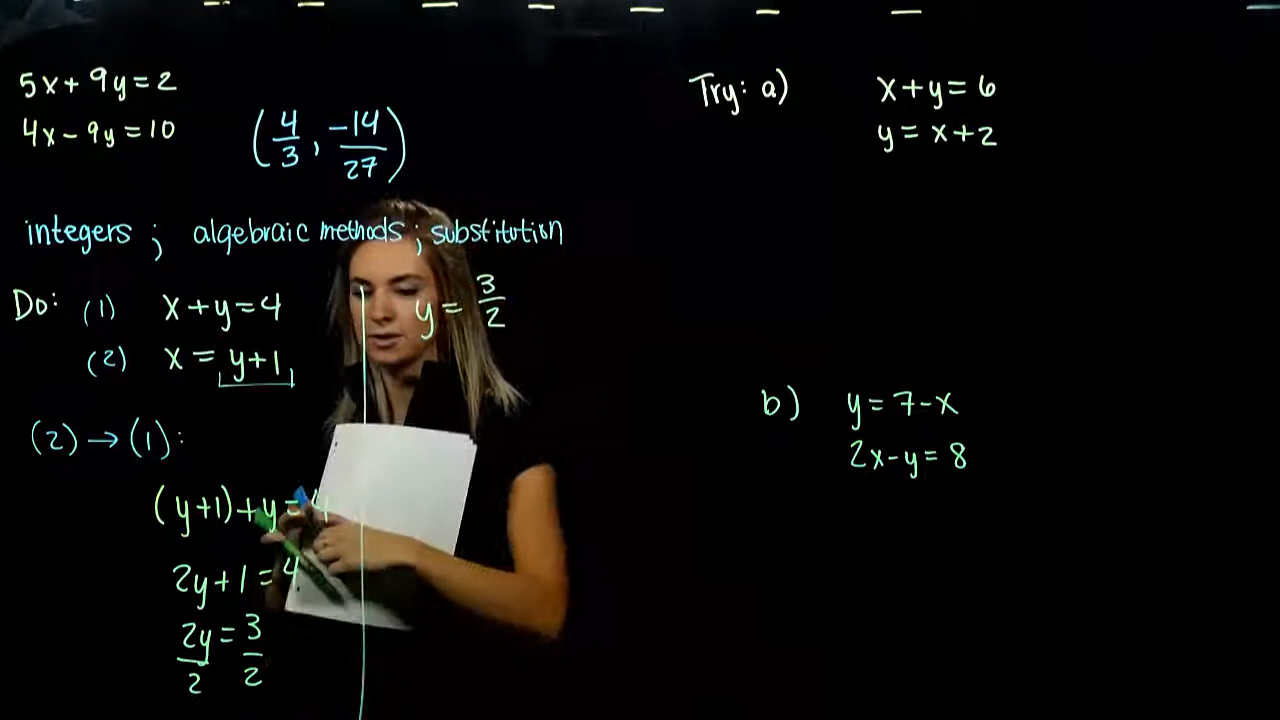 5x + 9y = 2
4x - 9y = 10
(4/3, -14/27)
integers ; algebraic methods ; substitution
Do: (1) x + y = 4
(2) x = y + 1
(2) → (1) :
(y+1) + y = 4
2y + 1 = 4
2y/2 = 3/2
y = 3/2
Try: a) x + y = 6
y = x + 2
b) y = 7 - x
2x - y = 8